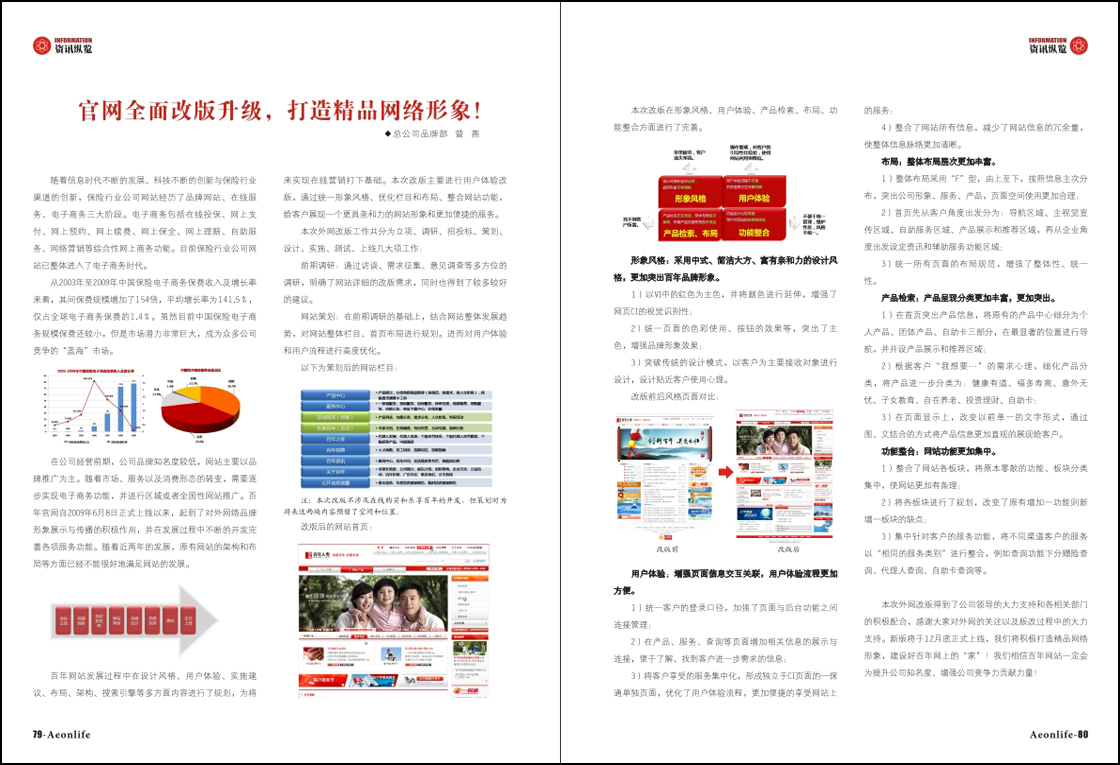 INFORMATION
资讯纵览
官网全面改版升级，打造精品网络形象！
◆总公司品牌部 曾 燕
随着信息时代不断的发展、科技不断的创新与保险行业
渠道的创新，保险行业公司网站经历了品牌网站、在线服
务、电子商务三大阶段。电子商务包括在线投保、网上支
付、网上预约、网上续费、网上保全、网上理赔、自助服
务、网络营销等综合性网上商务功能。目前保险行业公司网
站已整体进入了电子商务时代。
从2003年至2009年中国保险电子商务保费收入及增长率
来看，其间保费规模增加了154倍，平均增长率为141.5%，
仅占全球电子商务保费的1.4%。虽然目前中国保险电子商
务规模保费还较小，但是市场潜力非常巨大，成为众多公司
竞争的“蓝海”市场。
在公司经营前期，公司品牌知名度较低，网站主要以品
牌推广为主。随着市场、服务以及消费形态的转变，需要逐
步实现电子商务功能，并进行区域或者全国性网站推广。百
年官网自2009年6月8日正式上线以来，起到了对外网络品牌
形象展示与传播的积极作用，并在发展过程中不断的开发完
善各项服务功能。随着近两年的发展，原有网站的架构和布
局等方面已经不能很好地满足网站的发展。
百年网站发展过程中在设计风格、用户体验、实施建
议、布局、架构、搜索引擎等多方面内容进行了规划，为将
79-Aeonlife
来实现在线营销打下基础。本次改版主要进行用户体验改
版，通过统一形象风格、优化栏目和布局、整合网站功能，
给客户展现一个更具亲和力的网站形象和更加便捷的服务。
本次外网改版工作共分为立项、调研、招投标、策划、
设计、实施、测试、上线几大项工作：
前期调研：通过访谈、需求征集、意见调查等多方位的
调研，明确了网站详细的改版需求，同时也得到了较多较好
的建议。
网站策划：在前期调研的基础上，结合网站整体发展趋
势，对网站整体栏目、首页布局进行规划。进而对用户体验
和用户流程进行高度优化。
以下为策划后的网站栏目：
产品中心
服务中心
百年之家
百年招聘
百年资讯
关于百年
公开信息披露
注：本次改版不涉及在线购买和乐享百年的开发，但策划时为
将来这两块内容预留了空间和位置。
改版后的网站首页：
INFORMATION
资讯纵览
本次改版在形象风格、用户体验、产品检索、布局、功
能整合方面进行了完善。
形象风格
用户体验
产品检索、布局
功能整合
形象风格：采用中式、简洁大方、富有亲和力的设计风
格，更加突出百年品牌形象。
1）以VI中的红色为主色，并将颜色进行延伸，增强了
网页CI的视觉识别性；
2）统一页面的色彩使用、按钮的效果等，突出了主
色，增强品牌形象效果；
3）突破传统的设计模式，以客户为主要接收对象进行
设计，设计贴近客户使用心理。
改版前后风格页面对比：
改版前
改版后
用户体验：增强页面信息交互关联，用户体验流程更加
方便。
1）统一客户的登录口径，加强了页面与后台功能之间
连接管理；
2）在产品、服务、查询等页面增加相关信息的展示与
连接，便于了解、找到客户进一步需求的信息；
3）将客户享受的服务集中化，形成独立于CI页面的一保
通单独页面，优化了用户体验流程，更加便捷的享受网站上
的服务；
4）整合了网站所有信息，减少了网站信息的冗余量，
使整体信息脉络更加清晰。
布局：整体布局层次更加丰富。
1）整体布局采用“F”型，由上至下，按照信息主次分
布，突出公司形象、服务、产品，页面空间使用更加合理；
2）首页先从客户角度出发分为：导航区域、主视觉宣
传区域、自助服务区域、产品展示和推荐区域，再从企业角
度出发设定资讯和辅助服务功能区域；
3）统一所有页面的布局规范，增强了整体性、统一
性。
产品检索：产品呈现分类更加丰富，更加突出。
1）在首页突出产品信息，将原有的产品中心细分为个
人产品、团体产品、自助卡三部分，在最显著的位置进行导
航，并开设产品展示和推荐区域；
2）根据客户“我想要…”的需求心理，细化产品分
类，将产品进一步分类为：健康有道、福多寿高、意外无
忧、子女教育、自在养老、投资理财、自助卡；
3）在页面显示上，改变以前单一的文字形式，通过
图、文结合的方式将产品信息更加直观的展现给客户。
功能整合：网站功能更加集中。
1）整合了网站各板块，将原本零散的功能、板块分类
集中，使网站更加有条理；
2）将各板块进行了规划，改变了原有增加一功能则新
增一板块的缺点；
3）集中针对客户的服务功能，将不同渠道客户的服务
以“相同的服务类别”进行整合，例如查询功能下分赠险查
询、代理人查询、自助卡查询等。
本次外网改版得到了公司领导的大力支持和各相关部门
的积极配合，感谢大家对外网的关注以及版改过程中的大力
支持。新版将于12月底正式上线，我们将积极打造精品网络
形象，建设好百年网上的“家”！我们相信百年网站一定会
为提升公司知名度、增强公司竞争力贡献力量！
Aeonlife-80